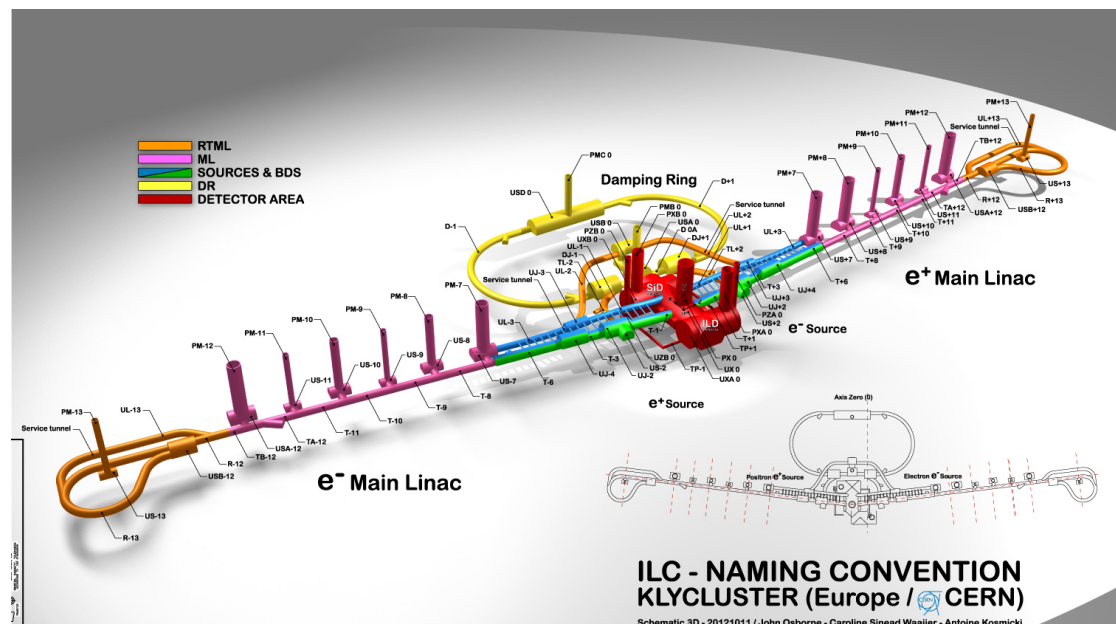 RTML
ML
SOURCES & BDS
DR
DETECTOR AREA
PMC 0
USD 0
Damping Ring
D+1
D-1
PMB 0
PXB 0
USB 0
USA 0
PZB 0
D 0A
UXB 0
DJ+1
UL-1
DJ-1
TL-2
UL-2
Service tunnel
UL+2
UL+1
TL+2
Service tunnel
UJ-3
UL-3
PM-7
PM-8
PM-9
PM-10
PM-11
PM-12
PM-13
UL-13
Service tunnel
US-13
R-13
USB-12
R-12
TB-12
USA-12
TA-12
US-11
T-11
US-10
T-10
US-9
T-9
US-8
T-8
US-7
T-6
UJ-4
T-3
UJ-2
US-2
UZB 0
T-1
SiD
ILD
TP-1
UXA 0
UX 0
PX 0
TP+1
T+1
PXA 0
US+2
PZA 0
UJ+2
UJ+3
T+3
UJ+4
T+6
UL+3
PM+7
PM+8
PM+9
PM+10
PM+11
PM+12
PM+13
UL+13
Service tunnel
TB+12
US+13
R+13
R+12
USB+12
USA+12
TA+12
US+11
T+11
US+10
T+10
US+9
T+9
T+8
US+7
e+ Main Linac
e- Source
e+ Source
e- Main Linac
Axis Zero (0)
Positron e+ Source
Electron e- Source
ILC - NAMING CONVENTION
KLYCLUSTER (Europe / CERN)
Schematic 3D - 20121011 / John Osborne - Caroline Sinead Waaijer - Antoine Kosmicki